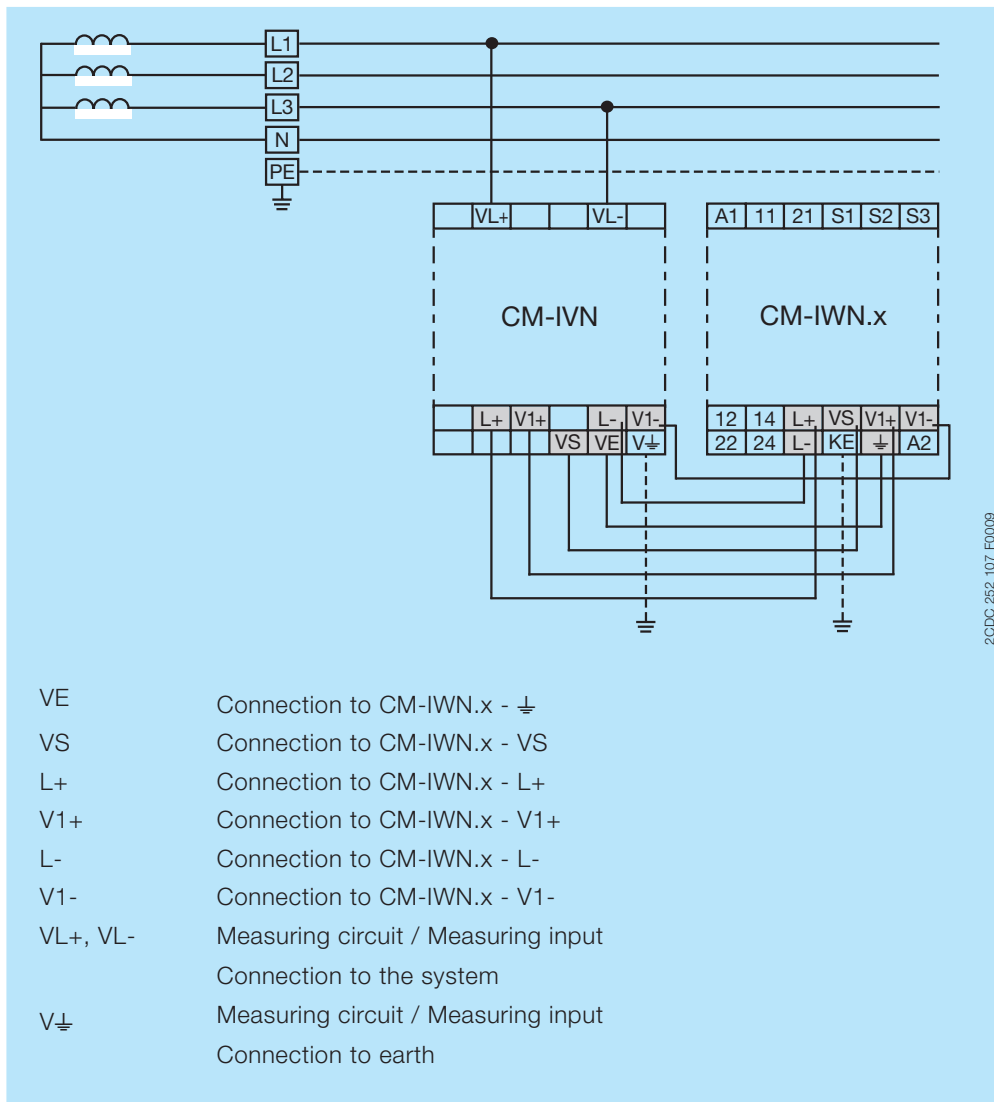 L1
L2
L3
N
PE
VL+ VL-
A1 11 21 S1 S2 S3
CM-IVN
CM-IWN.x
L+ V1+ L- V1-
VS VE V⏚
12 14 L+ VS V1+ V1-
22 24 L- KE ⏚ A2
2CDC 252 107 F0009
VE Connection to CM-IWN.x - ⏚
VS Connection to CM-IWN.x - VS
L+ Connection to CM-IWN.x - L+
V1+ Connection to CM-IWN.x - V1+
L- Connection to CM-IWN.x - L-
V1- Connection to CM-IWN.x - V1-
VL+, VL- Measuring circuit / Measuring input
Connection to the system
V⏚ Measuring circuit / Measuring input
Connection to earth